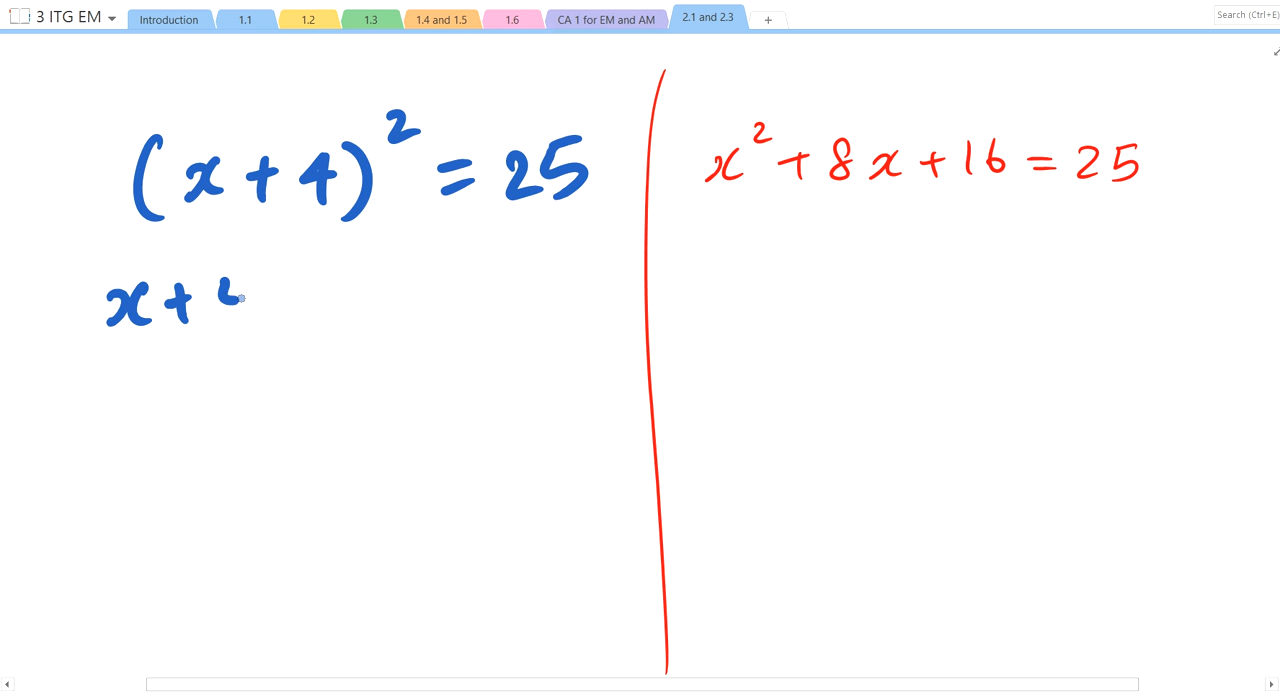 3 ITG EM
Introduction
1.1
1.2
1.3
1.4 and 1.5
1.6
CA 1 for EM and AM
2.1 and 2.3
+
Search (Ctrl+E)
(x + 4)² = 25
x +
x² + 8x + 16 = 25